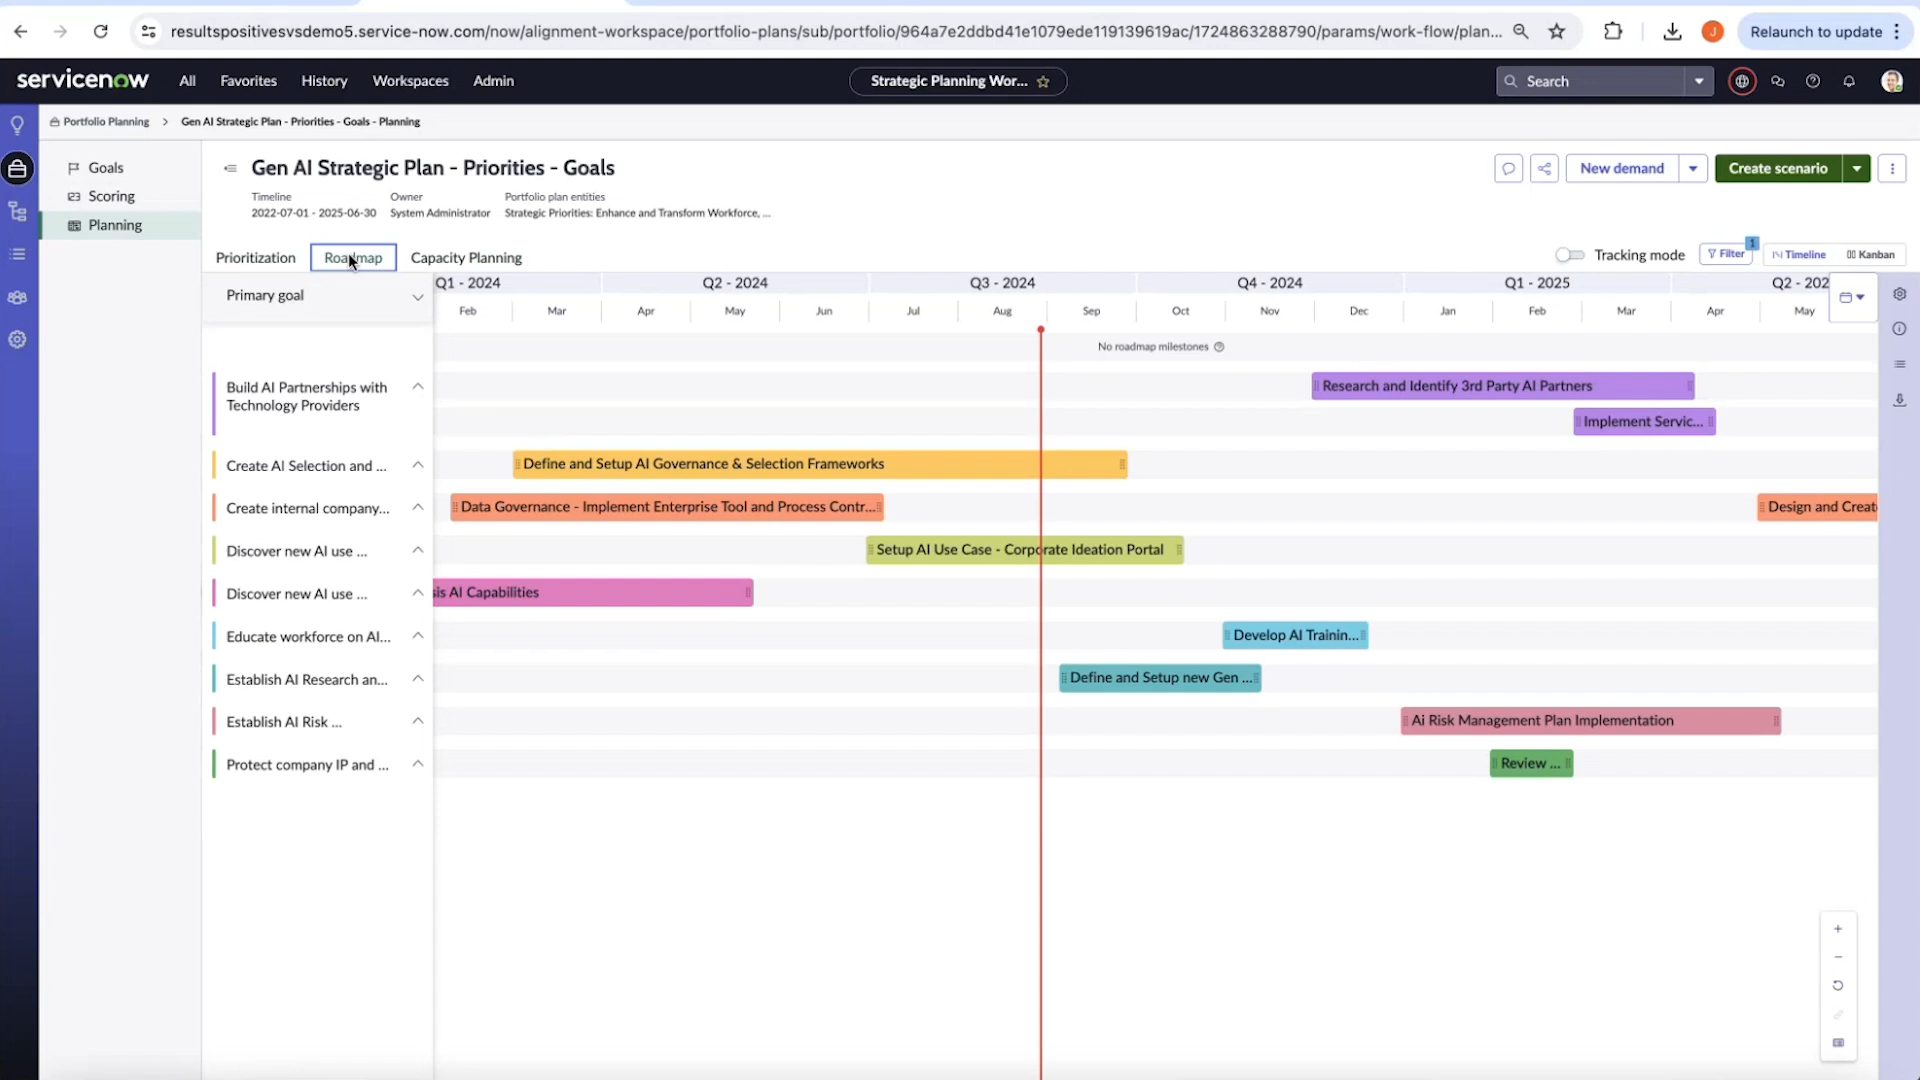 resultspositivesvsdemo5.service-now.com/now/alignment-workspace/portfolio-plans/sub/portfolio/964a7e2ddbd41e1079ede119139619ac/1724863288790/params/work-flow/plan...
J
Relaunch to update
servicenow
All
Favorites
History
Workspaces
Admin
Strategic Planning Wor...
Search
Portfolio Planning > Gen AI Strategic Plan - Priorities - Goals - Planning
Goals
Scoring
Planning
Gen AI Strategic Plan - Priorities - Goals
Timeline
2022-07-01 - 2025-06-30
Owner
System Administrator
Portfolio plan entities
Strategic Priorities: Enhance and Transform Workforce, ...
New demand
Create scenario
Prioritization
Roadmap
Capacity Planning
Tracking mode
Filter
1
Timeline
Kanban
Primary goal
Q1 - 2024
Q2 - 2024
Q3 - 2024
Q4 - 2024
Q1 - 2025
Q2 - 202
Feb
Mar
Apr
May
Jun
Jul
Aug
Sep
Oct
Nov
Dec
Jan
Feb
Mar
Apr
May
No roadmap milestones
Build AI Partnerships with
Technology Providers
Research and Identify 3rd Party AI Partners
Implement Servic...
Create AI Selection and ...
Define and Setup AI Governance & Selection Frameworks
Create internal company...
Data Governance - Implement Enterprise Tool and Process Contr...
Design and Creat
Discover new AI use ...
Setup AI Use Case - Corporate Ideation Portal
Discover new AI use ...
sis AI Capabilities
Educate workforce on AI...
Develop AI Trainin...
Establish AI Research an...
Define and Setup new Gen ...
Establish AI Risk ...
Ai Risk Management Plan Implementation
Protect company IP and ...
Review ...